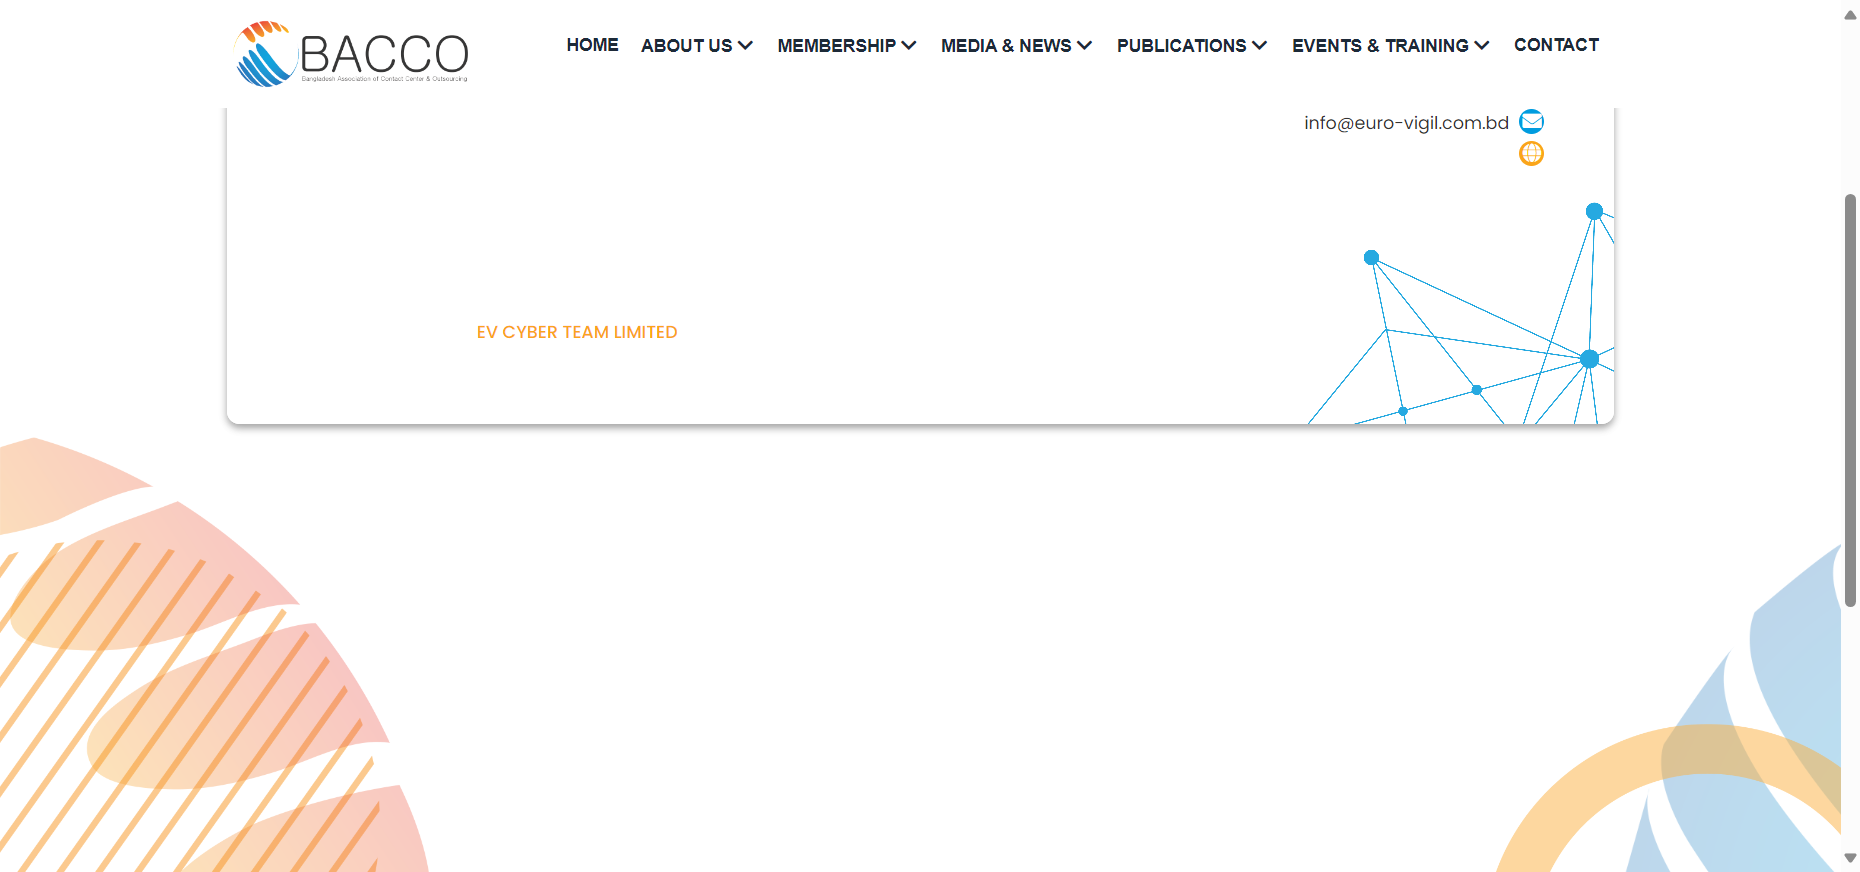 BACCO
Bangladesh Association of Contact Center & Outsourcing
HOME
ABOUT US
MEMBERSHIP
MEDIA & NEWS
PUBLICATIONS
EVENTS & TRAINING
CONTACT
info@euro-vigil.com.bd
EV CYBER TEAM LIMITED